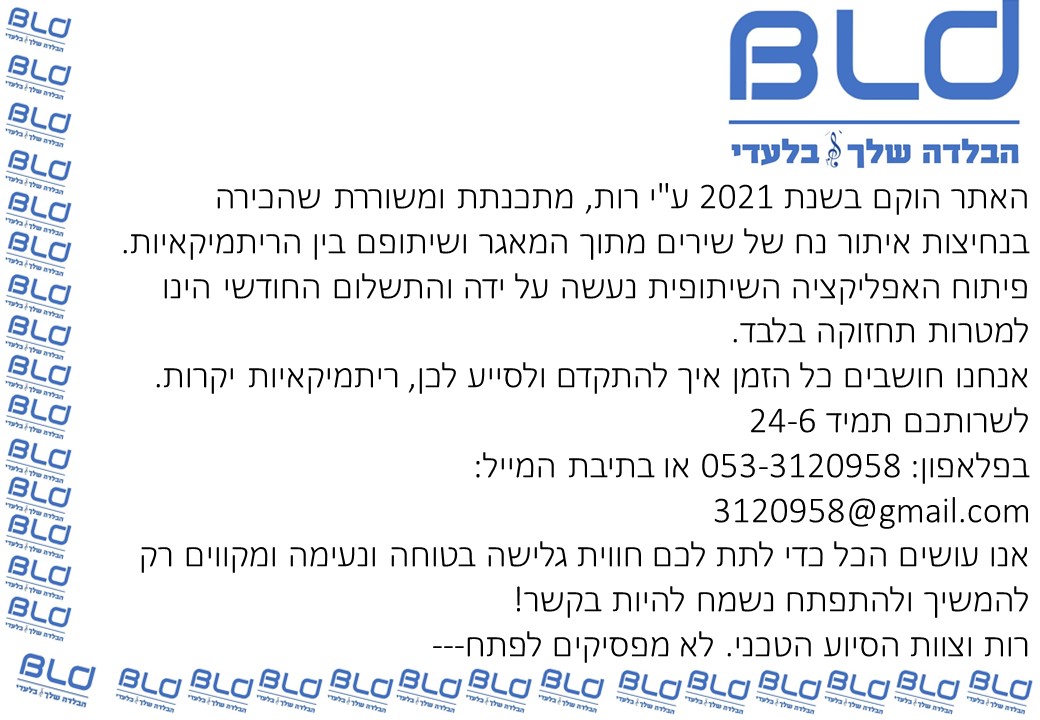 BLD
הבלדה שלך בלעדי
האתר הוקם בשנת 2021 ע"י רות, מתכנתת ומשוררת שהכירה
בנחיצות איתור נח של שירים מתוך המאגר ושיתופם בין הריתמיקאיות.
פיתוח האפליקציה השיתופית נעשה על ידה והתשלום החודשי הינו
למטרות תחזוקה בלבד.
אנחנו חושבים כל הזמן איך להתקדם ולסייע לכן, ריתמיקאיות יקרות.
לשרותכם תמיד 24-6
בפלאפון: 053-3120958 או בתיבת המייל:
3120958@gmail.com
אנו עושים הכל כדי לתת לכם חווית גלישה בטוחה ונעימה ומקווים רק
להמשיך ולהתפתח נשמח להיות בקשר!
רות וצוות הסיוע הטכני. לא מפסיקים לפתח---